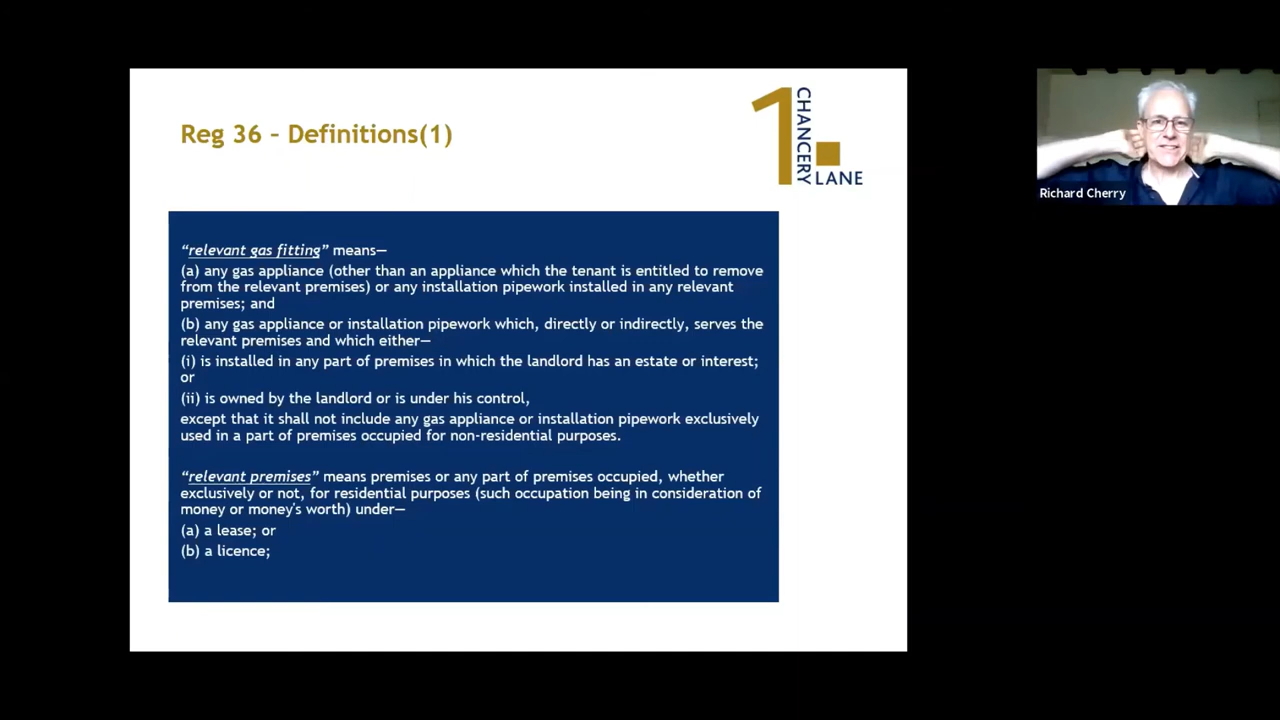 Reg 36 – Definitions(1)
1
CHANCERY
LANE
“relevant gas fitting” means—
(a) any gas appliance (other than an appliance which the tenant is entitled to remove
from the relevant premises) or any installation pipework installed in any relevant
premises; and
(b) any gas appliance or installation pipework which, directly or indirectly, serves the
relevant premises and which either—
(i) is installed in any part of premises in which the landlord has an estate or interest;
or
(ii) is owned by the landlord or is under his control,
except that it shall not include any gas appliance or installation pipework exclusively
used in a part of premises occupied for non-residential purposes.
“relevant premises” means premises or any part of premises occupied, whether
exclusively or not, for residential purposes (such occupation being in consideration of
money or money's worth) under—
(a) a lease; or
(b) a licence;
Richard Cherry